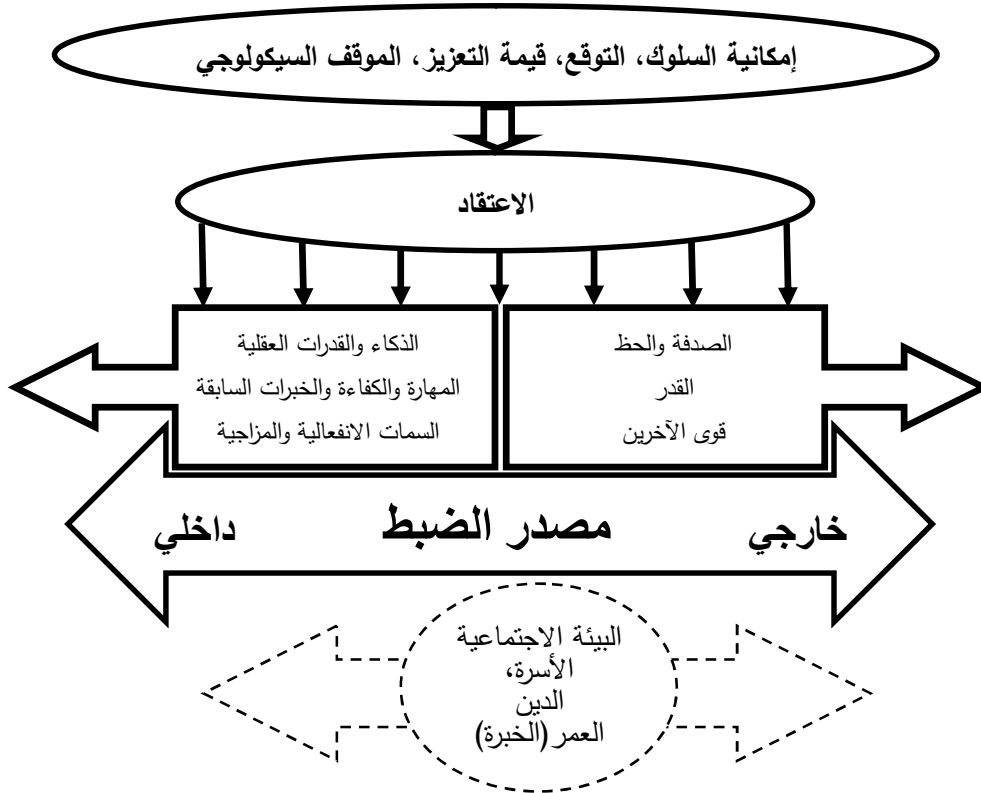 إمكانية السلوك، التوقع، قيمة التعزيز، الموقف السيكولوجي
الاعتقاد
الصدفة والحظ
القدر
قوى الآخرين
الذكاء والقدرات العقلية
المهارة والكفاءة والخبرات السابقة
السمات الانفعالية والمزاجية
خارجي
مصدر الضبط
داخلي
البيئة الاجتماعية
الأسرة،
الدين
العمر (الخبرة)